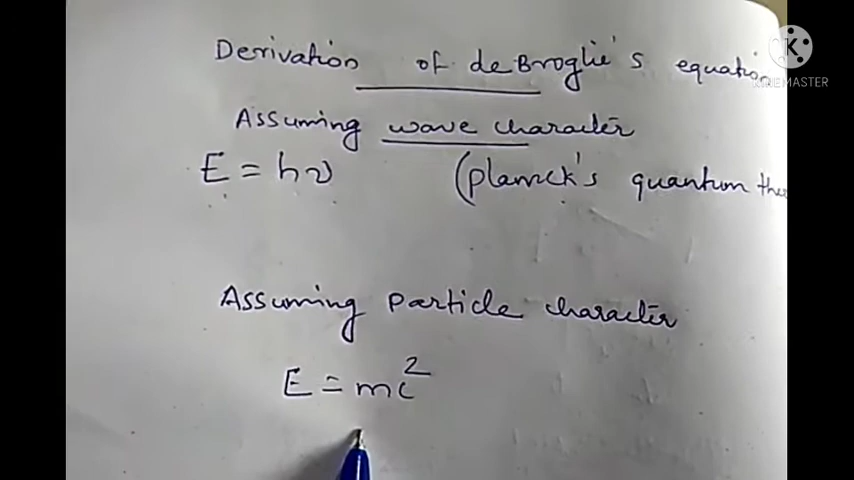 Derivation of de Broglie's equation
KINEMASTER
Assuming wave character
E = hν (planck's quantum
Assuming particle character
E = mc²